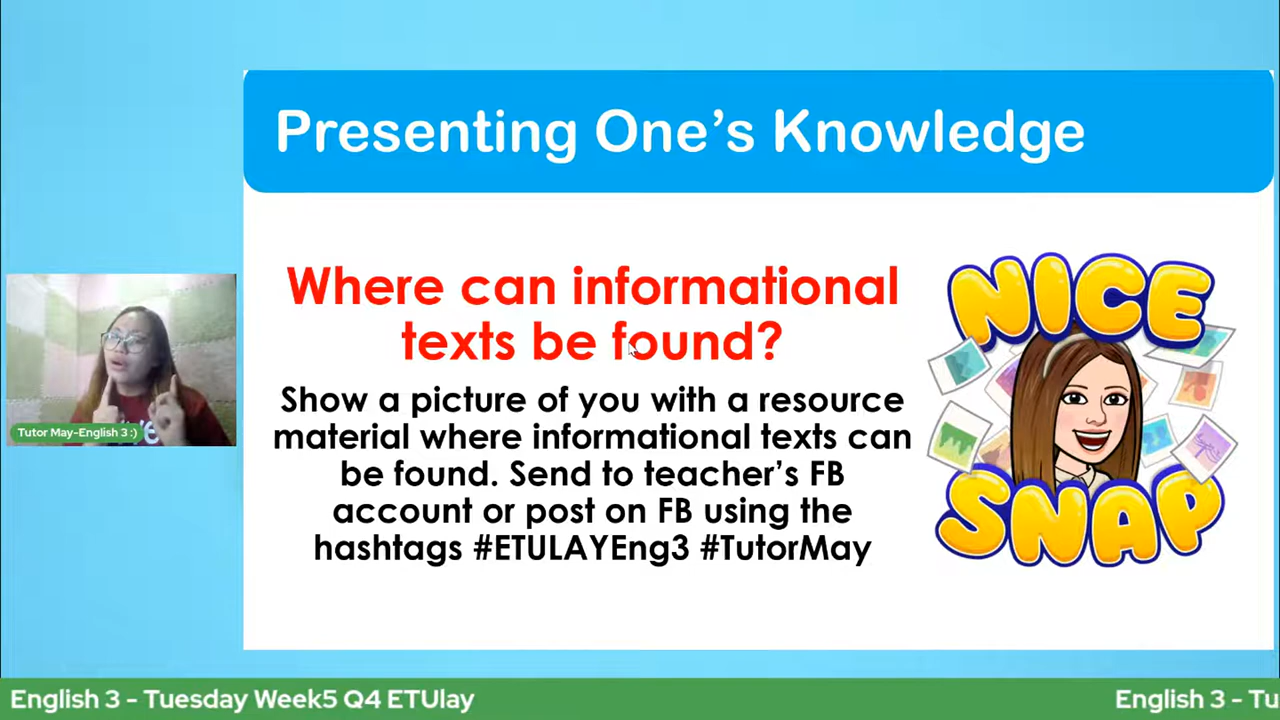 Presenting One's Knowledge
Where can informational
texts be found?
Show a picture of you with a resource
material where informational texts can
be found. Send to teacher's FB
account or post on FB using the
hashtags #ETULAYEng3 #TutorMay
NICE
SNAP
Tutor May-English 3 :)
English 3 - Tuesday Week5 Q4 ETUlay
English 3 - Tu